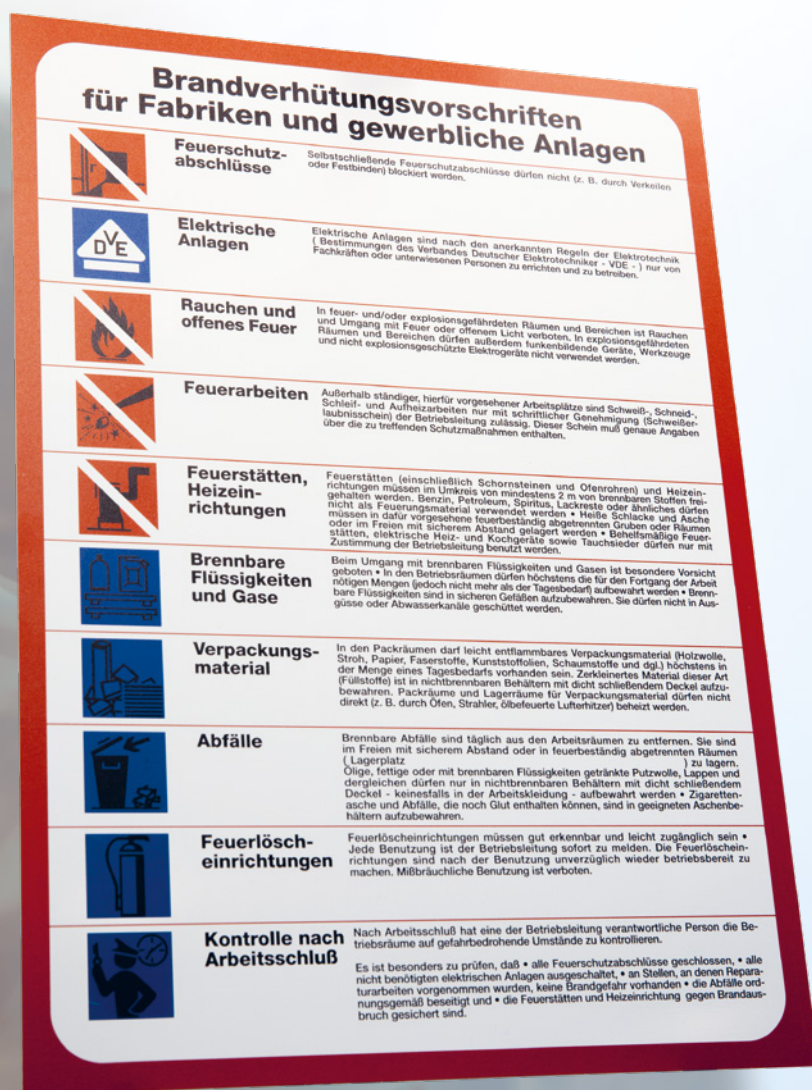 Brandverhütungsvorschriften
für Fabriken und gewerbliche Anlagen
Feuerschutz-
abschlüsse
Selbstschließende Feuerschutzabschlüsse dürfen nicht (z. B. durch Verkeilen
oder Festbinden) blockiert werden.
DVE
Elektrische
Anlagen
Elektrische Anlagen sind nach den anerkannten Regeln der Elektrotechnik
( Bestimmungen des Verbandes Deutscher Elektrotechniker - VDE - ) nur von
Fachkräften oder unterwiesenen Personen zu errichten und zu betreiben.
Rauchen und
offenes Feuer
In feuer- und/oder explosionsgefährdeten Räumen und Bereichen ist Rauchen
und Umgang mit Feuer oder offenem Licht verboten. In explosionsgefährdeten
Räumen und Bereichen dürfen außerdem funkenbildende Geräte, Werkzeuge
und nicht explosionsgeschützte Elektrogeräte nicht verwendet werden.
Feuerarbeiten
Außerhalb ständiger, hierfür vorgesehener Arbeitsplätze sind Schweiß-, Schneid-,
Schleif- und Aufheizarbeiten nur mit schriftlicher Genehmigung (Schweißer-
laubnisschein) der Betriebsleitung zulässig. Dieser Schein muß genaue Angaben
über die zu treffenden Schutzmaßnahmen enthalten.
Feuerstätten,
Heizein-
richtungen
Feuerstätten (einschließlich Schornsteinen und Ofenrohren) und Heizein-
richtungen müssen im Umkreis von mindestens 2 m von brennbaren Stoffen frei-
gehalten werden. Benzin, Petroleum, Spiritus, Lackreste oder ähnliches dürfen
nicht als Feuerungsmaterial verwendet werden • Heiße Schlacke und Asche
müssen in dafür vorgesehene feuerbeständig abgetrennten Gruben oder Räumen
oder im Freien mit sicherem Abstand gelagert werden • Behelfsmäßige Feuer-
stätten, elektrische Heiz- und Kochgeräte sowie Tauchsieder dürfen nur mit
Zustimmung der Betriebsleitung benutzt werden.
Brennbare
Flüssigkeiten
und Gase
Beim Umgang mit brennbaren Flüssigkeiten und Gasen ist besondere Vorsicht
geboten • In den Betriebsräumen dürfen höchstens die für den Fortgang der Arbeit
nötigen Mengen (jedoch nicht mehr als der Tagesbedarf) aufbewahrt werden • Brenn-
bare Flüssigkeiten sind in sicheren Gefäßen aufzubewahren. Sie dürfen nicht in Aus-
güsse oder Abwasserkanäle geschüttet werden.
Verpackungs-
material
In den Packräumen darf leicht entflammbares Verpackungsmaterial (Holzwolle,
Stroh, Papier, Faserstoffe, Kunststoffolien, Schaumstoffe und dgl.) höchstens in
der Menge eines Tagesbedarfs vorhanden sein. Zerkleinertes Material dieser Art
(Füllstoffe) ist in nichtbrennbaren Behältern mit dicht schließendem Deckel aufzu-
bewahren. Packräume und Lagerräume für Verpackungsmaterial dürfen nicht
direkt (z. B. durch Öfen, Strahler, ölbefeuerte Lufterhitzer) beheizt werden.
Abfälle
Brennbare Abfälle sind täglich aus den Arbeitsräumen zu entfernen. Sie sind
im Freien mit sicherem Abstand oder in feuerbeständig abgetrennten Räumen
( Lagerplatz ) zu lagern.
Ölige, fettige oder mit brennbaren Flüssigkeiten getränkte Putzwolle, Lappen und
dergleichen dürfen nur in nichtbrennbaren Behältern mit dicht schließendem
Deckel - keinesfalls in der Arbeitskleidung - aufbewahrt werden • Zigaretten-
asche und Abfälle, die noch Glut enthalten können, sind in geeigneten Aschenbe-
hältern aufzubewahren.
Feuerlösch-
einrichtungen
Feuerlöscheinrichtungen müssen gut erkennbar und leicht zugänglich sein •
Jede Benutzung ist der Betriebsleitung sofort zu melden. Die Feuerlöschein-
richtungen sind nach der Benutzung unverzüglich wieder betriebsbereit zu
machen. Mißbräuchliche Benutzung ist verboten.
Kontrolle nach
Arbeitsschluß
Nach Arbeitsschluß hat eine der Betriebsleitung verantwortliche Person die Be-
triebsräume auf gefahrbedrohende Umstände zu kontrollieren.
Es ist besonders zu prüfen, daß • alle Feuerschutzabschlüsse geschlossen, • alle
nicht benötigten elektrischen Anlagen ausgeschaltet, • an Stellen, an denen Repara-
turarbeiten vorgenommen wurden, keine Brandgefahr vorhanden • die Abfälle ord-
nungsgemäß beseitigt und • die Feuerstätten und Heizeinrichtung gegen Brandaus-
bruch gesichert sind.